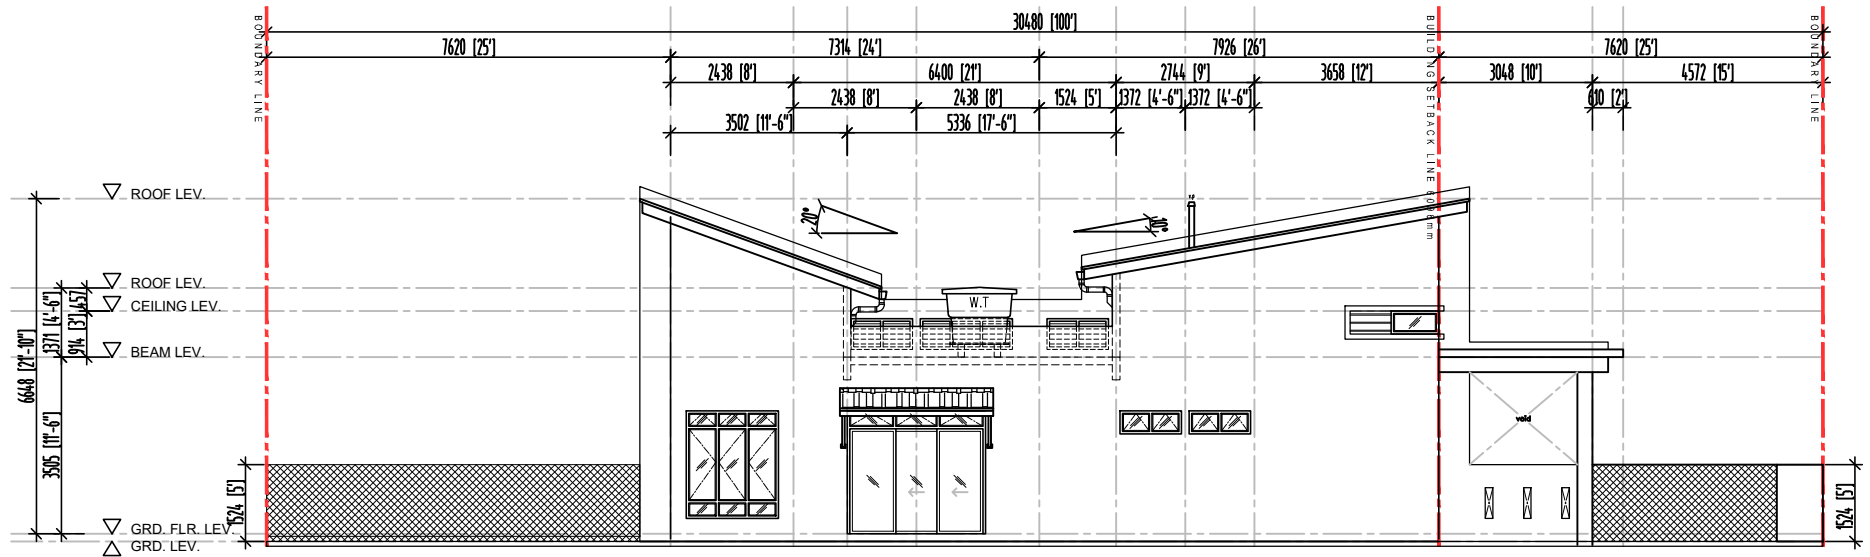 30480 [100']
7620 [25']
7314 [24']
7926 [26']
7620 [25']
2438 [8']
6400 [21']
2744 [9']
3658 [12']
3048 [10']
4572 [15']
2438 [8']
2438 [8']
1524 [5']
1372 [4'-6"]
1372 [4'-6"]
610 [2']
3502 [11'-6"]
5336 [17'-6"]
BOUNDARY LINE
BUILDING SETBACK LINE
BOUNDARY LINE
ROOF LEV.
20°
10°
ROOF LEV.
CEILING LEV.
W.T
BEAM LEV.
6648 [21'-10"]
1371 [4'-6"]
914 [3']
457
3505 [11'-6"]
void
1524 [5']
1524 [5']
GRD. FLR. LEV.
GRD. LEV.